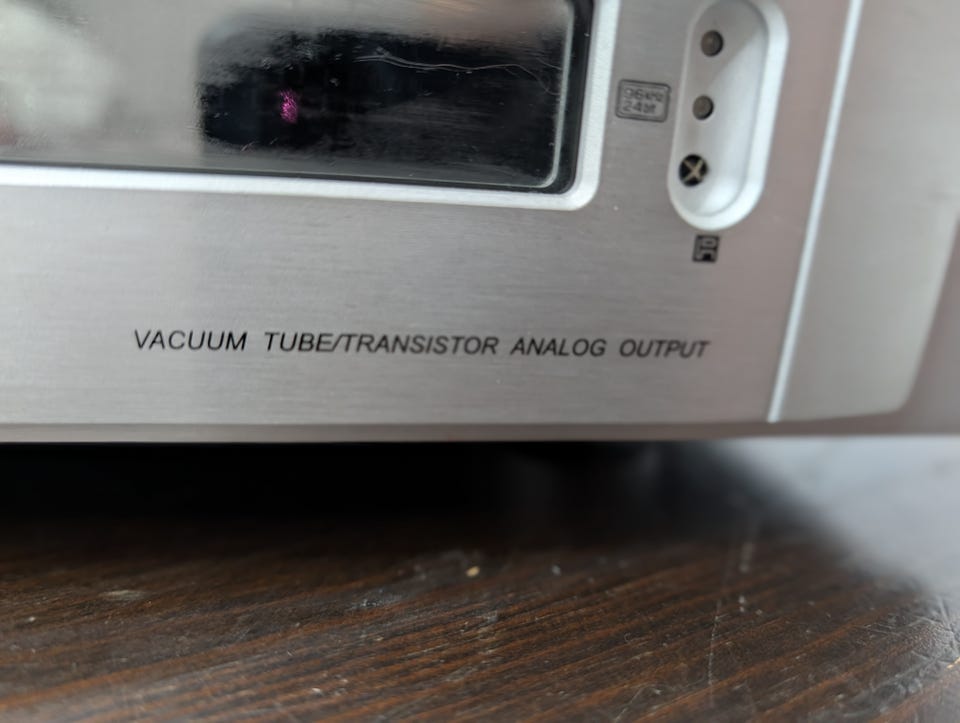 96kHz
24bit
VACUUM TUBE/TRANSISTOR ANALOG OUTPUT